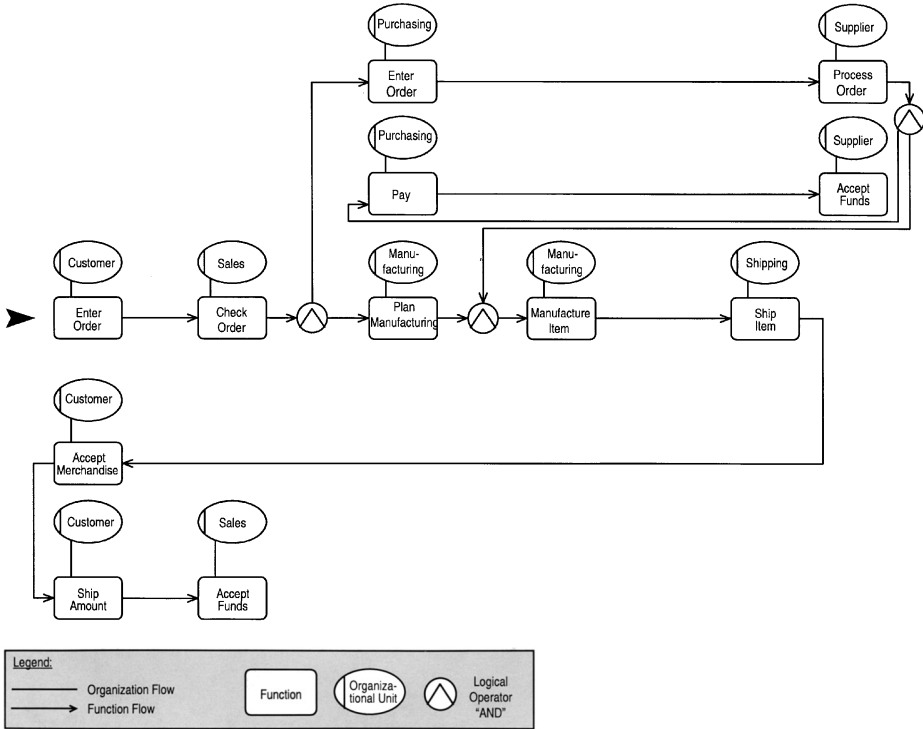 Purchasing
Supplier
Enter
Order
Process
Order
Purchasing
Supplier
Pay
Accept
Funds
Customer
Sales
Manu-
facturing
Manu-
facturing
Shipping
Enter
Order
Check
Order
Plan
Manufacturing
Manufacture
Item
Ship
Item
Customer
Accept
Merchandise
Customer
Sales
Ship
Amount
Accept
Funds
Legend:
Organization Flow
Function Flow
Function
Organiza-
tional Unit
Logical
Operator
“AND”